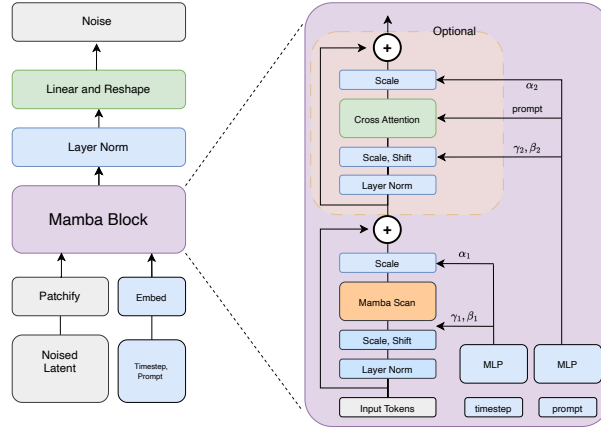 Noise
Linear and Reshape
Layer Norm
Mamba Block
Patchify
Embed
Noised
Latent
Timestep,
Prompt
+
Optional
Scale
α₂
Cross Attention
prompt
Scale, Shift
γ₂, β₂
Layer Norm
+
Scale
α₁
Mamba Scan
γ₁, β₁
Scale, Shift
Layer Norm
MLP
MLP
Input Tokens
timestep
prompt